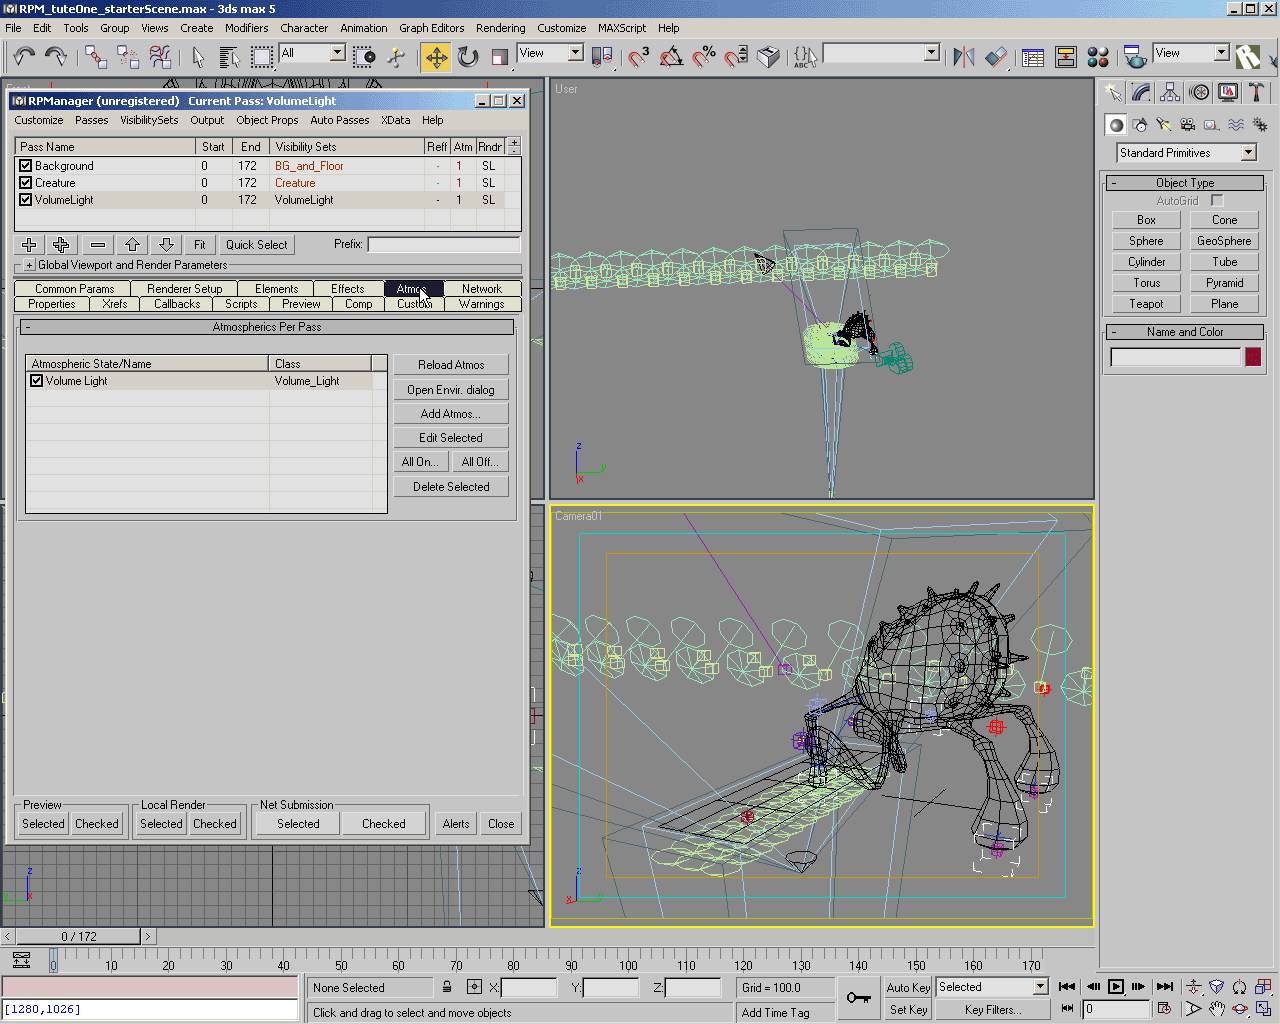 RPM_tuteOne_starterScene.max - 3ds max 5
File Edit Tools Group Views Create Modifiers Character Animation Graph Editors Rendering Customize MAXScript Help
All View 3 % ABC View
RPManager (unregistered) Current Pass: VolumeLight
Customize Passes VisibilitySets Output Object Props Auto Passes XData Help
Pass Name Start End Visibility Sets Reff Atm Rndr
Background 0 172 BG_and_Floor - 1 SL
Creature 0 172 Creature - 1 SL
VolumeLight 0 172 VolumeLight - 1 SL
Fit Quick Select Prefix:
Global Viewport and Render Parameters
Common Params Renderer Setup Elements Effects Atmos Network
Properties Xrefs Callbacks Scripts Preview Comp Custom Warnings
Atmospherics Per Pass
Atmospheric State/Name Class
Volume Light Volume_Light
Reload Atmos
Open Envir. dialog
Add Atmos...
Edit Selected
All On... All Off...
Delete Selected
Preview Local Render Net Submission
Selected Checked Selected Checked Selected Checked Alerts Close
User
z
y
x
Camera01
z
x
y
z
x
Standard Primitives
Object Type
AutoGrid
Box Cone
Sphere GeoSphere
Cylinder Tube
Torus Pyramid
Teapot Plane
Name and Color
0 / 172
0 10 20 30 40 50 60 70 80 90 100 110 120 130 140 150 160 170
None Selected X: Y: Z: Grid = 100.0 Auto Key Selected
[1280,1026] Click and drag to select and move objects Add Time Tag Set Key Key Filters... 0